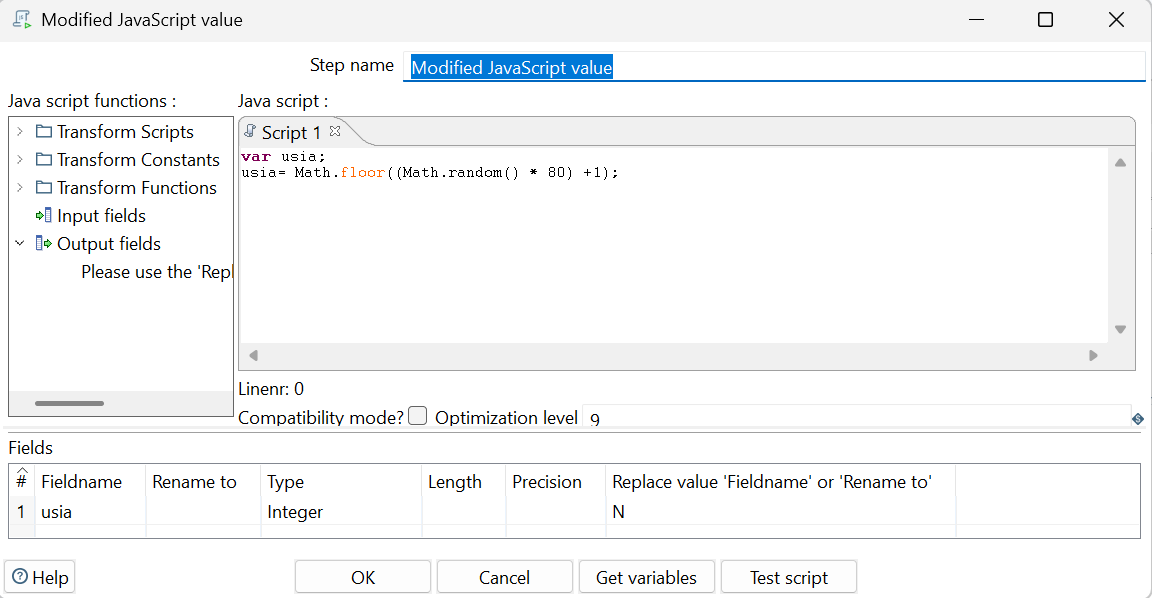 Modified JavaScript value
Step name Modified JavaScript value
Java script functions : Java script :
Transform Scripts
Transform Constants
Transform Functions
Input fields
Output fields
Please use the 'Repl
Script 1
var usia;
usia= Math.floor((Math.random() * 80) +1);
Linenr: 0
Compatibility mode? Optimization level 9
Fields
# Fieldname Rename to Type Length Precision Replace value 'Fieldname' or 'Rename to'
1 usia Integer N
Help OK Cancel Get variables Test script